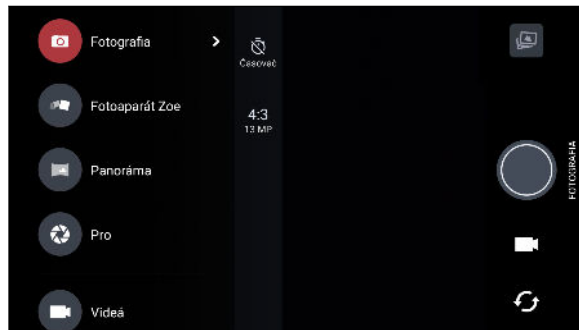 Fotografia
Fotoaparát Zoe
Panoráma
Pro
Videá
Časovač
4:3
13 MP
FOTOGRAFIA